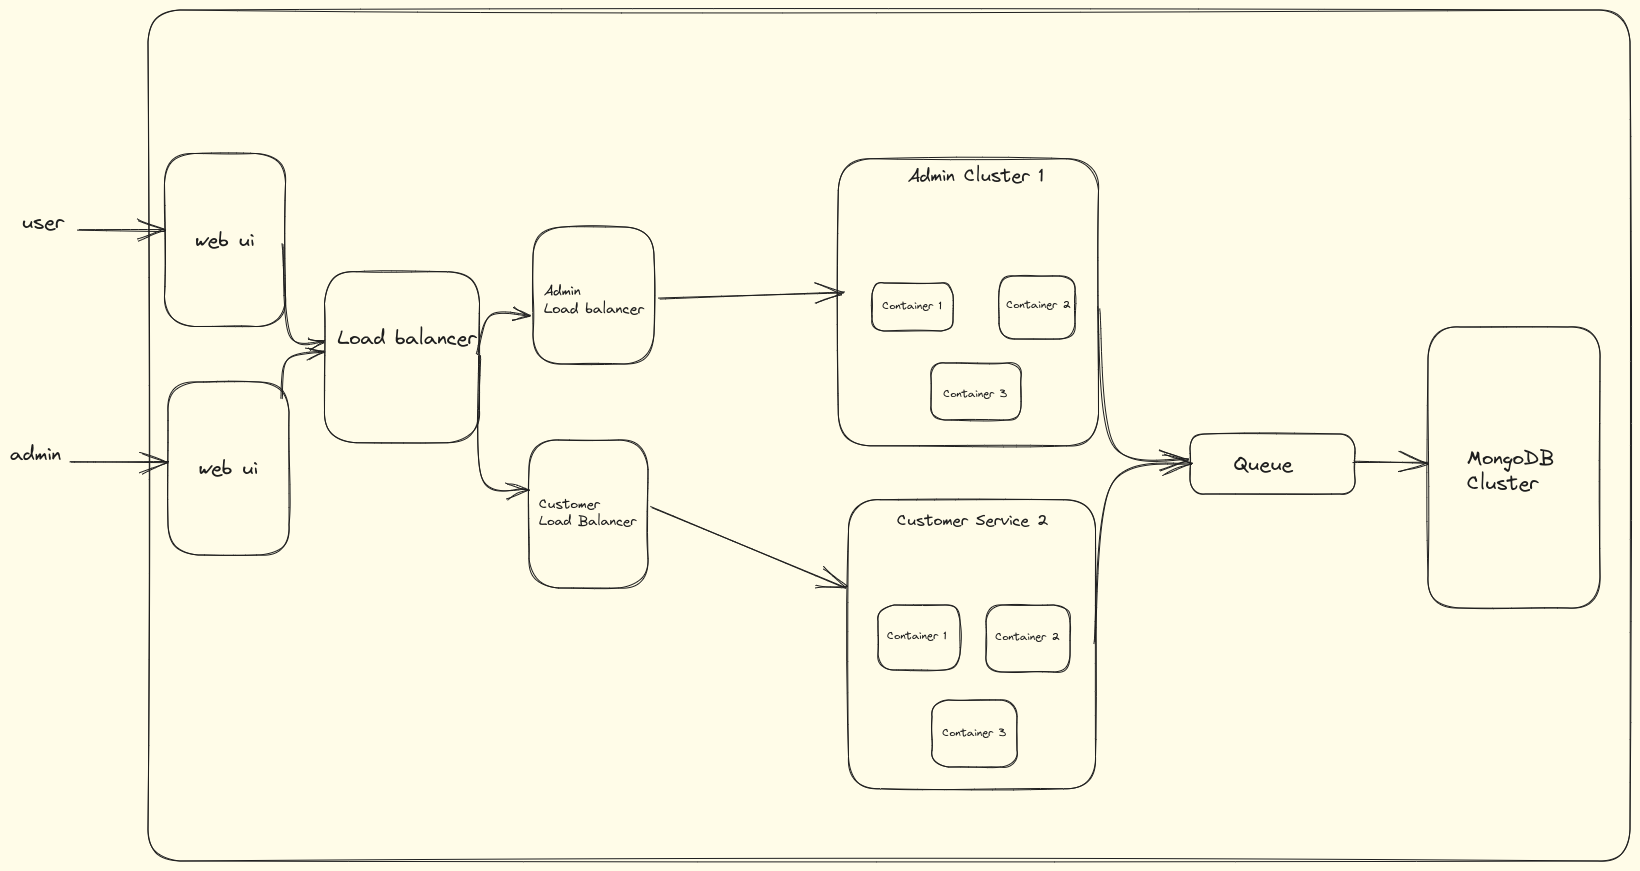 user
web ui
admin
web ui
Load balancer
Admin
Load balancer
Customer
Load Balancer
Admin Cluster 1
Container 1
Container 2
Container 3
Customer Service 2
Container 1
Container 2
Container 3
Queue
MongoDB
Cluster